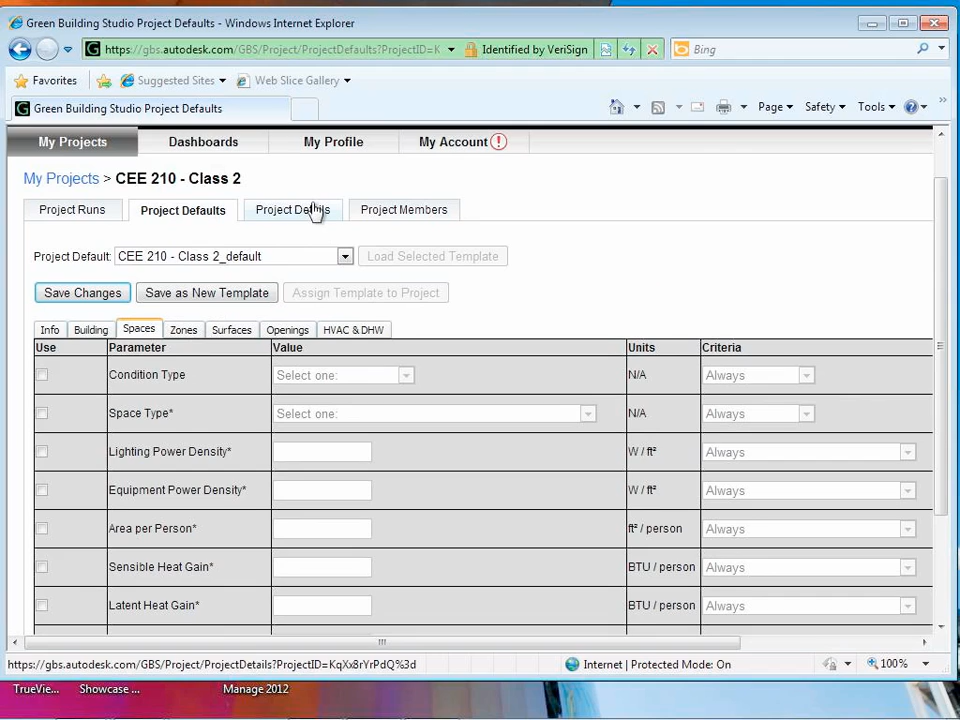 Green Building Studio Project Defaults - Windows Internet Explorer
https://gbs.autodesk.com/GBS/Project/ProjectDefaults?ProjectID=K
Identified by VeriSign
Bing
Favorites
Suggested Sites
Web Slice Gallery
Green Building Studio Project Defaults
Page
Safety
Tools
My Projects
Dashboards
My Profile
My Account
My Projects > CEE 210 - Class 2
Project Runs
Project Defaults
Project Details
Project Members
Project Default: CEE 210 - Class 2_default
Load Selected Template
Save Changes
Save as New Template
Assign Template to Project
Info
Building
Spaces
Zones
Surfaces
Openings
HVAC & DHW
Use Parameter Value Units Criteria
Condition Type Select one: N/A Always
Space Type* Select one: N/A Always
Lighting Power Density* W / ft² Always
Equipment Power Density* W / ft² Always
Area per Person* ft² / person Always
Sensible Heat Gain* BTU / person Always
Latent Heat Gain* BTU / person Always
https://gbs.autodesk.com/GBS/Project/ProjectDetails?ProjectID=KqXx8rYrPdQ%3d
Internet | Protected Mode: On
100%
TrueVie...
Showcase ...
Manage 2012